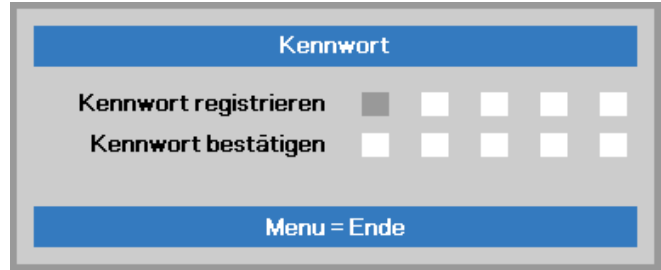 Kennwort
Kennwort registrieren
Kennwort bestätigen
Menu = Ende